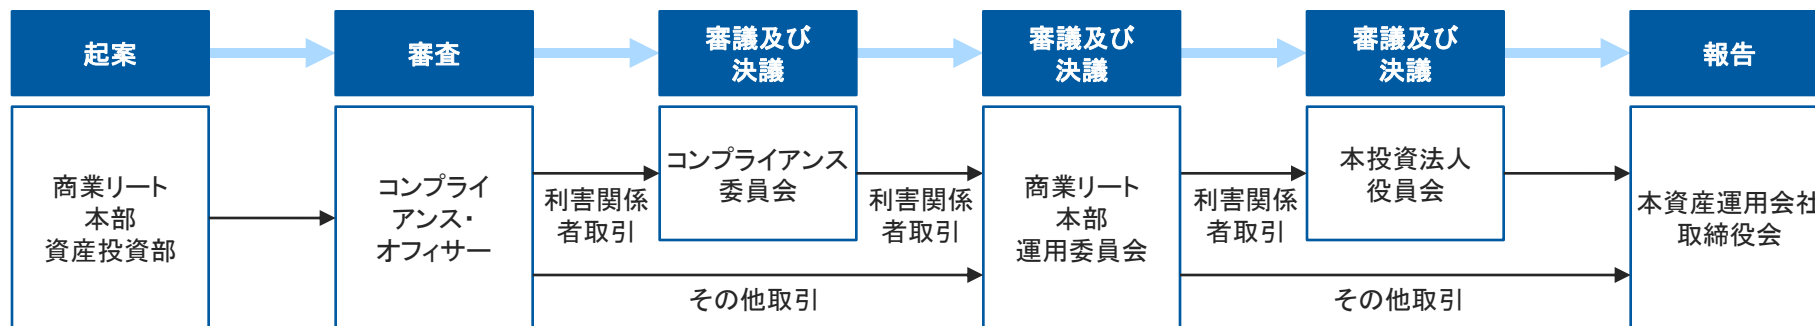 起案
審査
審議及び
決議
審議及び
決議
審議及び
決議
報告
商業リート
本部
資産投資部
コンプライ
アンス・
オフィサー
利害関係
者取引
コンプライアンス
委員会
利害関係
者取引
その他取引
商業リート
本部
運用委員会
利害関係
者取引
本投資法人
役員会
その他取引
本資産運用会社
取締役会